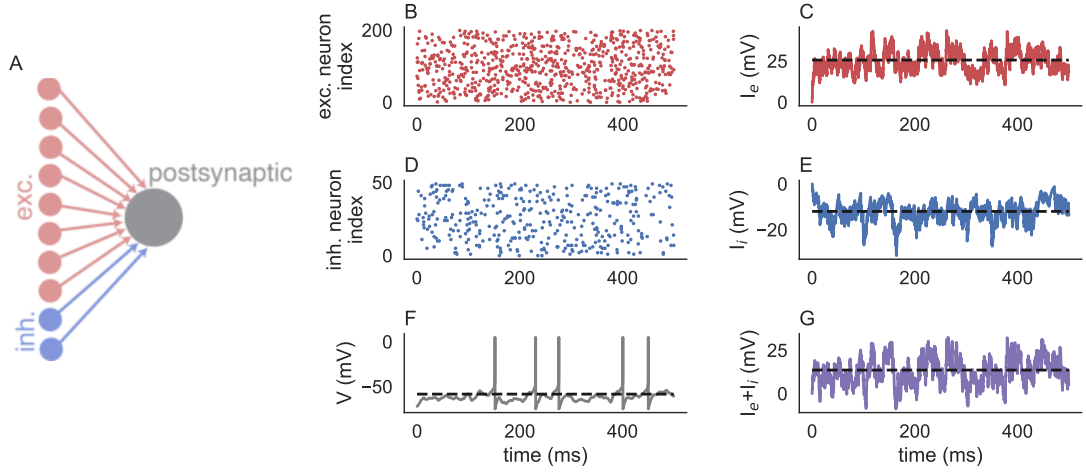 A
exc.
inh.
postsynaptic
B
exc. neuron
index
200
100
0
0
200
400
C
I_e (mV)
25
0
0
200
400
D
inh. neuron
index
50
0
0
200
400
E
I_i (mV)
0
−20
0
200
400
F
V (mV)
0
−50
0
200
400
time (ms)
G
I_e+I_i (mV)
25
0
0
200
400
time (ms)